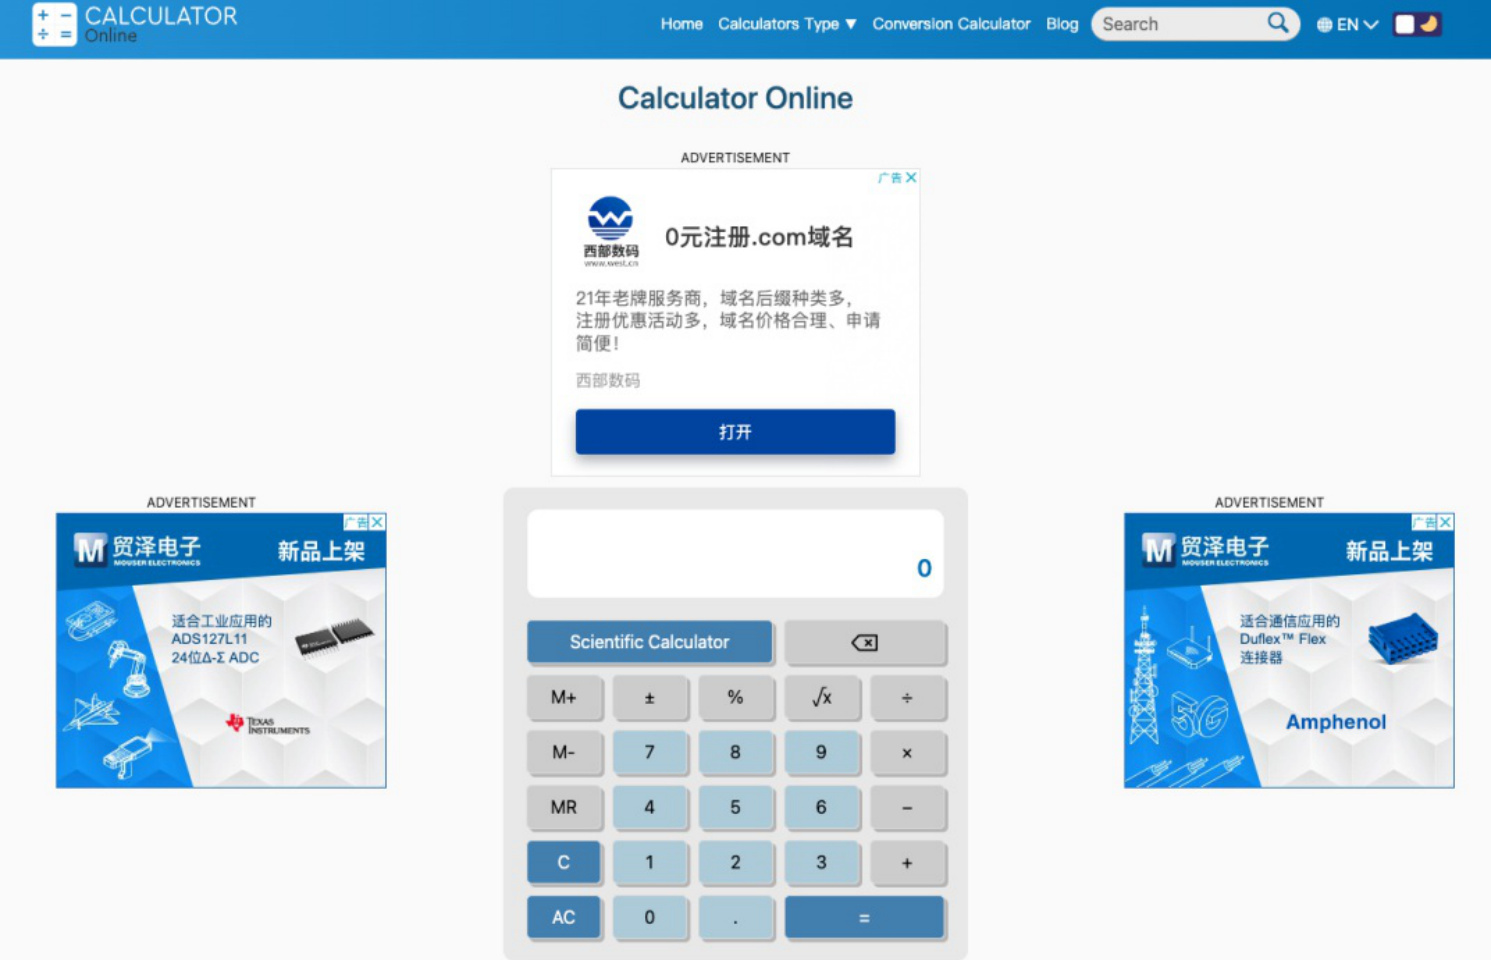 CALCULATOR
Online
Home Calculators Type ▼ Conversion Calculator Blog Search EN
Calculator Online
ADVERTISEMENT
广告
西部数码
www.west.cn
0元注册.com域名
21年老牌服务商，域名后缀种类多，
注册优惠活动多，域名价格合理、申请
简便！
西部数码
打开
ADVERTISEMENT
广告
M 贸泽电子
MOUSER ELECTRONICS
新品上架
适合工业应用的
ADS127L11
24位Δ-Σ ADC
TEXAS
INSTRUMENTS
0
Scientific Calculator
M+ ± % √x ÷
M- 7 8 9 ×
MR 4 5 6 −
C 1 2 3 +
AC 0 . =
ADVERTISEMENT
广告
M 贸泽电子
MOUSER ELECTRONICS
新品上架
适合通信应用的
Duflex™ Flex
连接器
5G
Amphenol